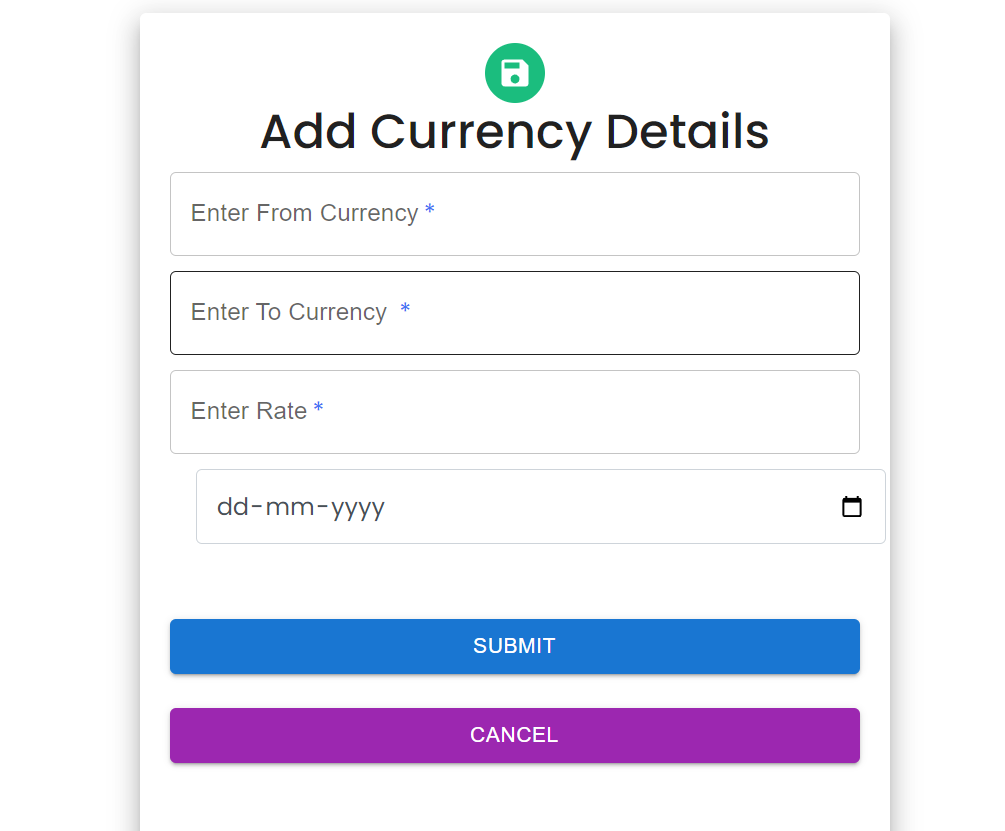 Add Currency Details
Enter From Currency *
Enter To Currency *
Enter Rate *
dd-mm-yyyy
SUBMIT
CANCEL